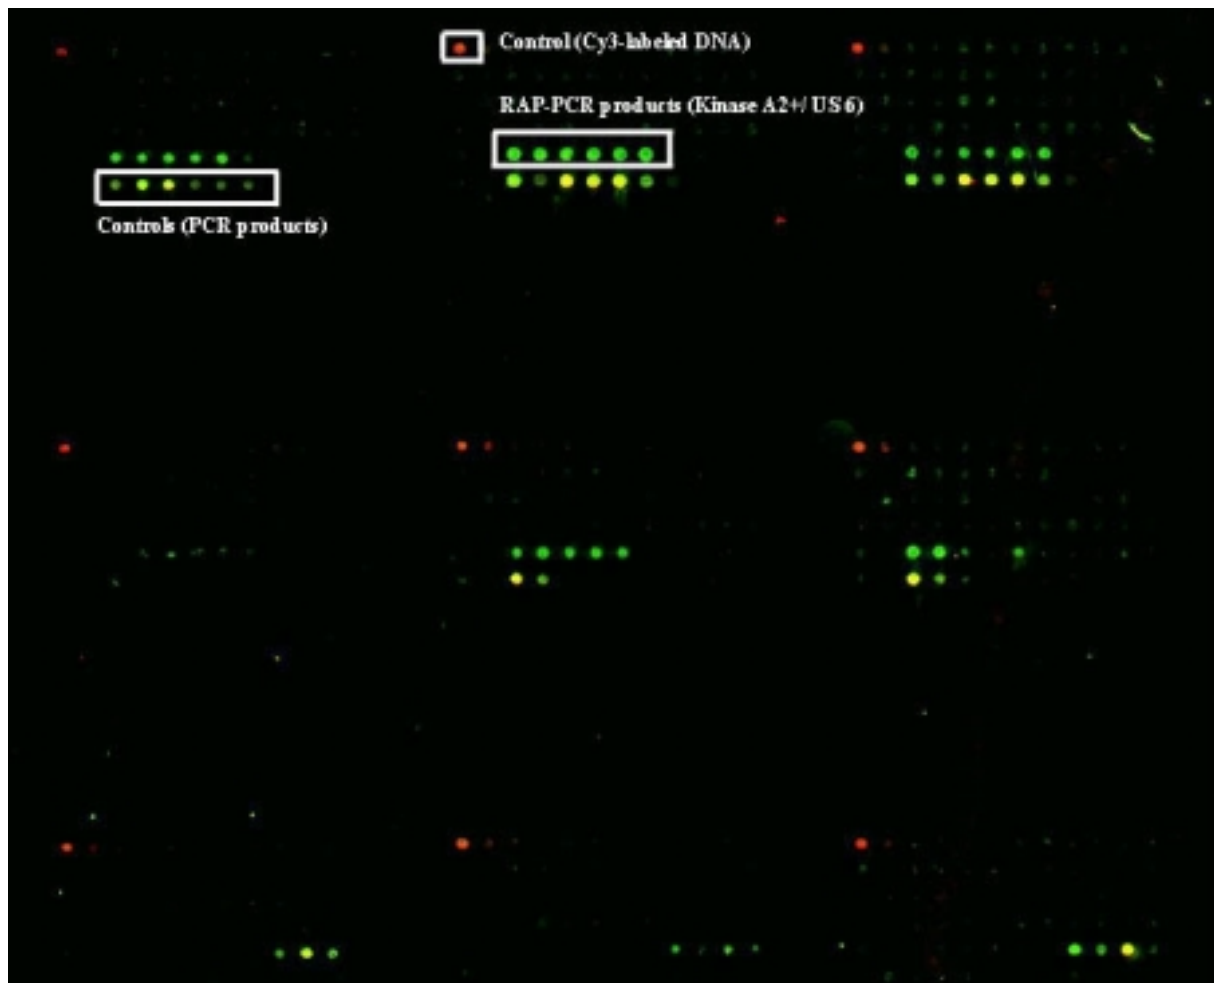 Control (Cy3-labeled DNA)
RAP-PCR products (Kinase A2+/ US6)
Controls (PCR products)